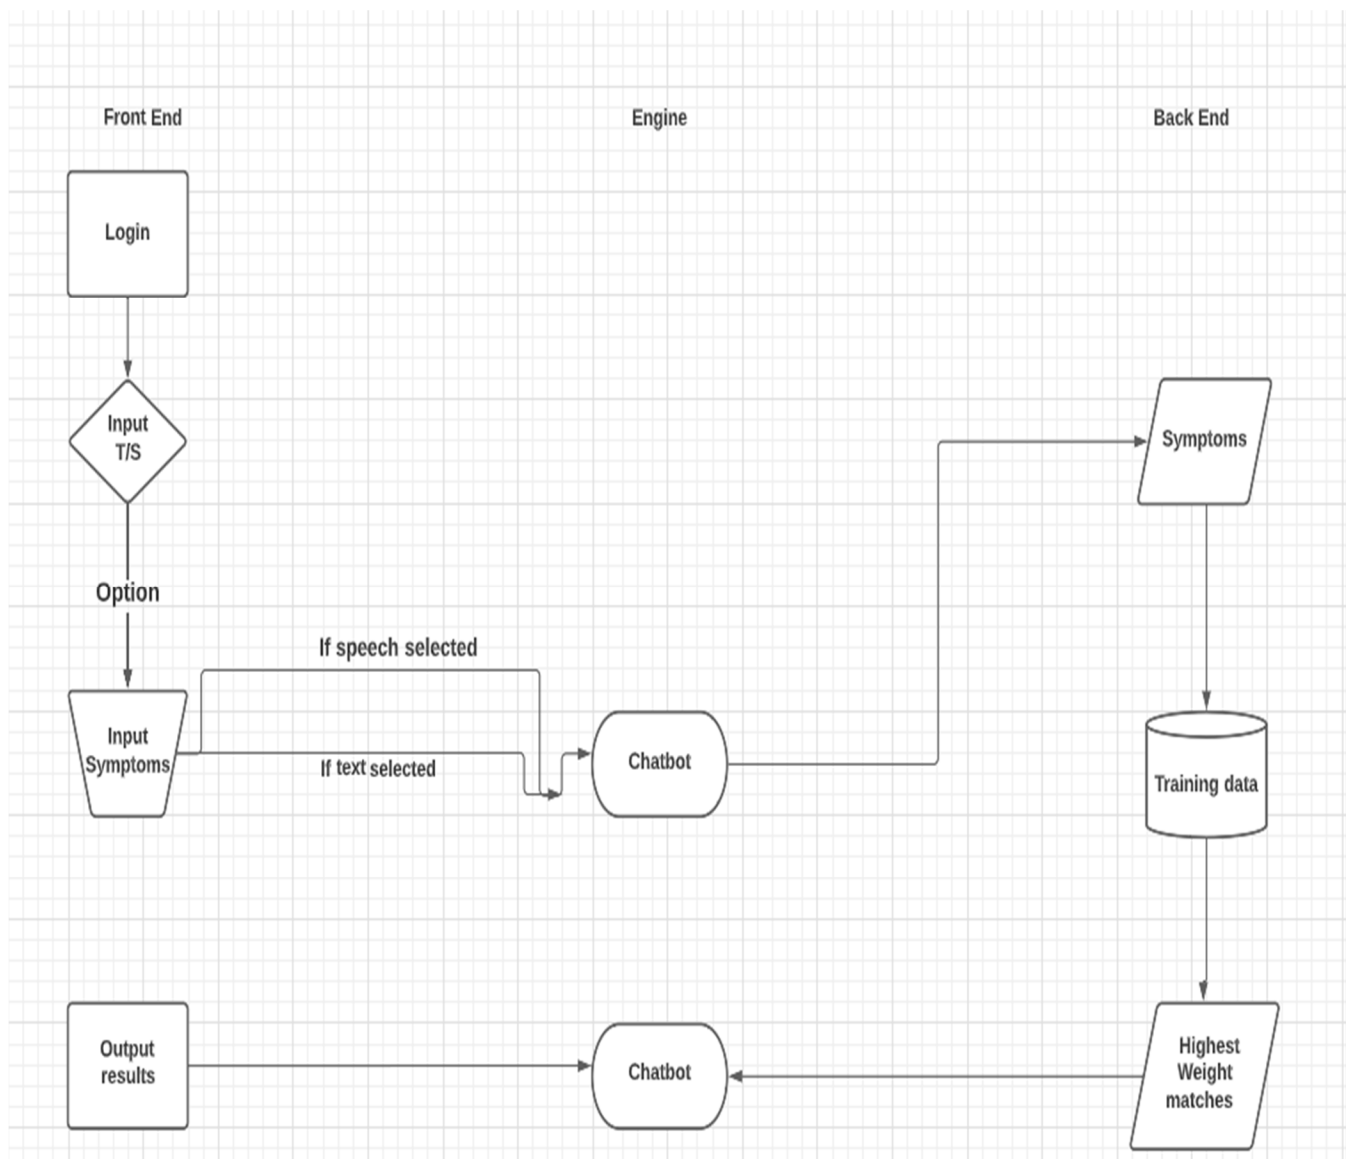 Front End
Engine
Back End
Login
Input
T/S
Symptoms
Option
If speech selected
Input
Symptoms
If text selected
Chatbot
Training data
Output
results
Chatbot
Highest
Weight
matches